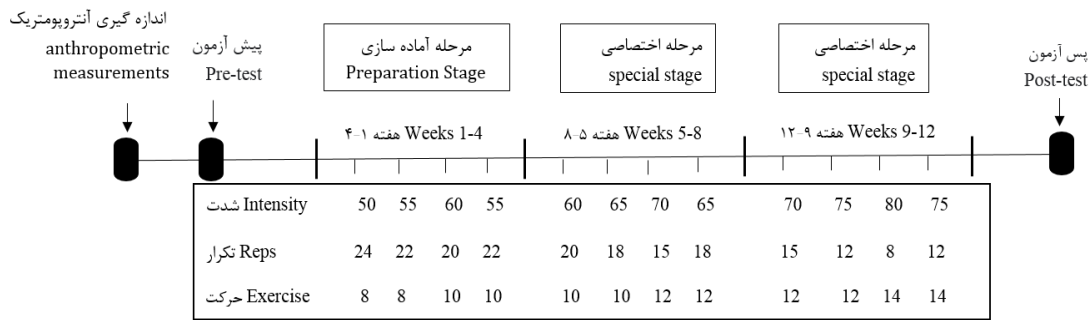 اندازه گیری آنتروپومتریک
anthropometric
measurements
پیش آزمون
Pre-test
مرحله آماده سازی
Preparation Stage
مرحله اختصاصی
special stage
مرحله اختصاصی
special stage
پس آزمون
Post-test
هفته ۱-۴ Weeks 1-4
هفته ۵-۸ Weeks 5-8
هفته ۹-۱۲ Weeks 9-12
شدت Intensity 50 55 60 55 60 65 70 65 70 75 80 75
تکرار Reps 24 22 20 22 20 18 15 18 15 12 8 12
حرکت Exercise 8 8 10 10 10 10 12 12 12 12 14 14